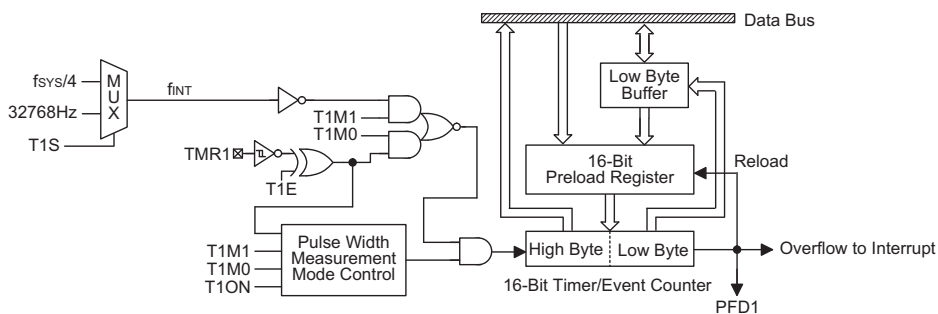 Data Bus
Low Byte
Buffer
fSYS/4
32768Hz
MUX
T1S
fINT
T1M1
T1M0
TMR1
T1E
16-Bit
Preload Register
Reload
T1M1
T1M0
T1ON
Pulse Width
Measurement
Mode Control
High Byte
Low Byte
Overflow to Interrupt
16-Bit Timer/Event Counter
PFD1